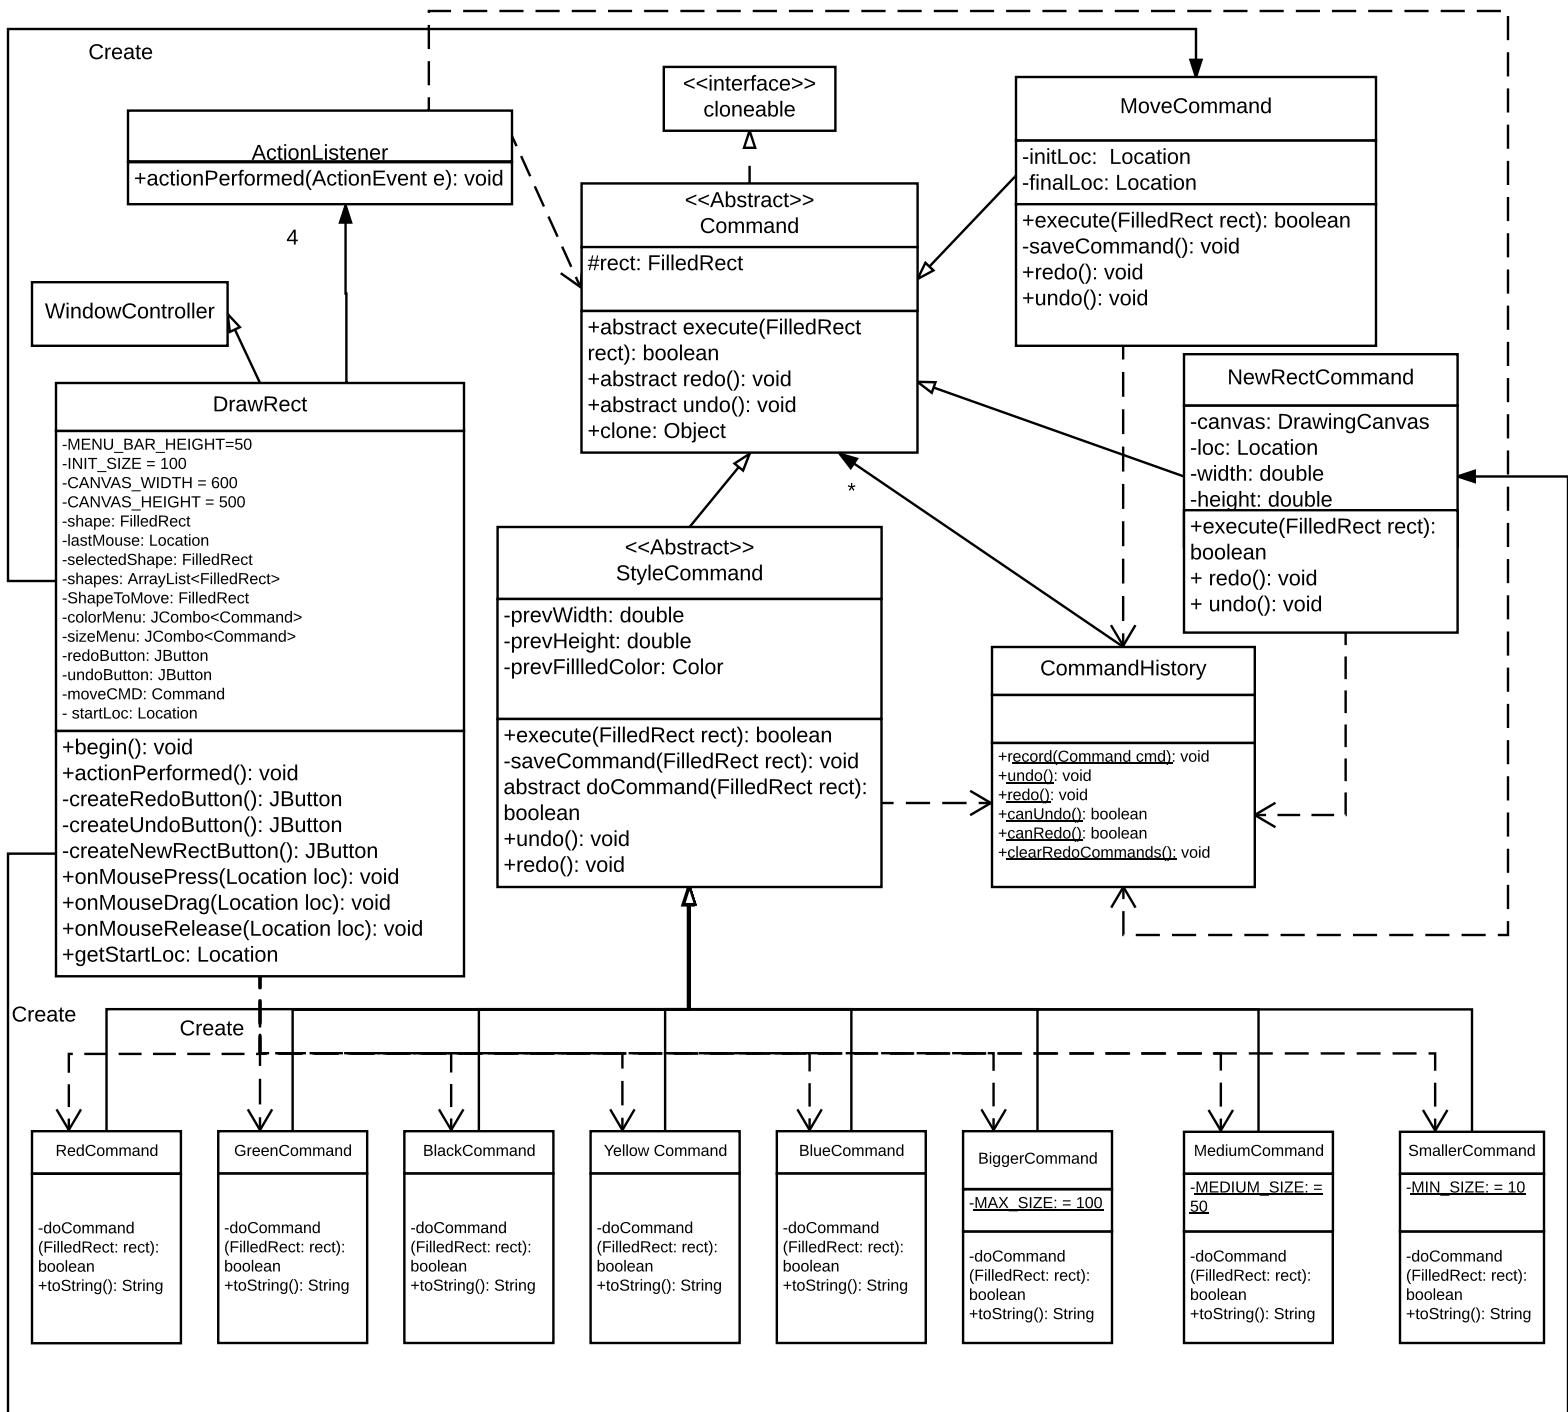 Create
<<interface>>
cloneable
MoveCommand
-initLoc:  Location
-finalLoc: Location
+execute(FilledRect rect): boolean
-saveCommand(): void
+redo(): void
+undo(): void
ActionListener
+actionPerformed(ActionEvent e): void
4
<<Abstract>>
Command
#rect: FilledRect
+abstract execute(FilledRect
rect): boolean
+abstract redo(): void
+abstract undo(): void
+clone: Object
*
WindowController
NewRectCommand
-canvas: DrawingCanvas
-loc: Location
-width: double
-height: double
+execute(FilledRect rect):
boolean
+ redo(): void
+ undo(): void
DrawRect
-MENU_BAR_HEIGHT=50
-INIT_SIZE = 100
-CANVAS_WIDTH = 600
-CANVAS_HEIGHT = 500
-shape: FilledRect
-lastMouse: Location
-selectedShape: FilledRect
-shapes: ArrayList<FilledRect>
-ShapeToMove: FilledRect
-colorMenu: JCombo<Command>
-sizeMenu: JCombo<Command>
-redoButton: JButton
-undoButton: JButton
-moveCMD: Command
- startLoc: Location
+begin(): void
+actionPerformed(): void
-createRedoButton(): JButton
-createUndoButton(): JButton
-createNewRectButton(): JButton
+onMousePress(Location loc): void
+onMouseDrag(Location loc): void
+onMouseRelease(Location loc): void
+getStartLoc: Location
<<Abstract>>
StyleCommand
-prevWidth: double
-prevHeight: double
-prevFillledColor: Color
+execute(FilledRect rect): boolean
-saveCommand(FilledRect rect): void
abstract doCommand(FilledRect rect):
boolean
+undo(): void
+redo(): void
CommandHistory
+record(Command cmd): void
+undo(): void
+redo(): void
+canUndo(): boolean
+canRedo(): boolean
+clearRedoCommands(): void
Create
Create
RedCommand
-doCommand
(FilledRect: rect):
boolean
+toString(): String
GreenCommand
-doCommand
(FilledRect: rect):
boolean
+toString(): String
BlackCommand
-doCommand
(FilledRect: rect):
boolean
+toString(): String
Yellow Command
-doCommand
(FilledRect: rect):
boolean
+toString(): String
BlueCommand
-doCommand
(FilledRect: rect):
boolean
+toString(): String
BiggerCommand
-MAX_SIZE: = 100
-doCommand
(FilledRect: rect):
boolean
+toString(): String
MediumCommand
-MEDIUM_SIZE: =
50
-doCommand
(FilledRect: rect):
boolean
+toString(): String
SmallerCommand
-MIN_SIZE: = 10
-doCommand
(FilledRect: rect):
boolean
+toString(): String